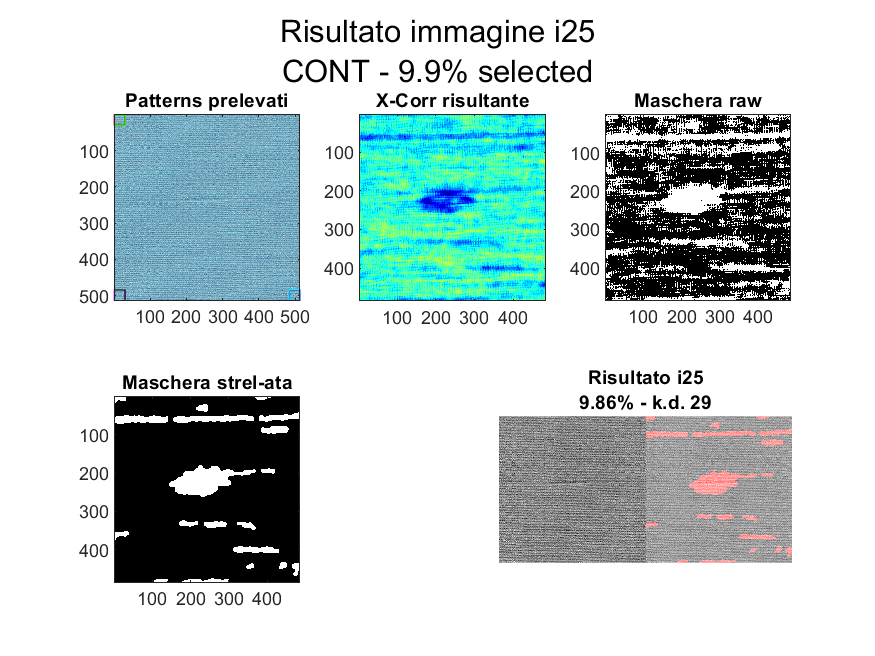 Risultato immagine i25
CONT - 9.9% selected
Patterns prelevati
100
200
300
400
500
100 200 300 400 500
X-Corr risultante
100
200
300
400
100 200 300 400
Maschera raw
100
200
300
400
100 200 300 400
Maschera strel-ata
100
200
300
400
100 200 300 400
Risultato i25
9.86% - k.d. 29